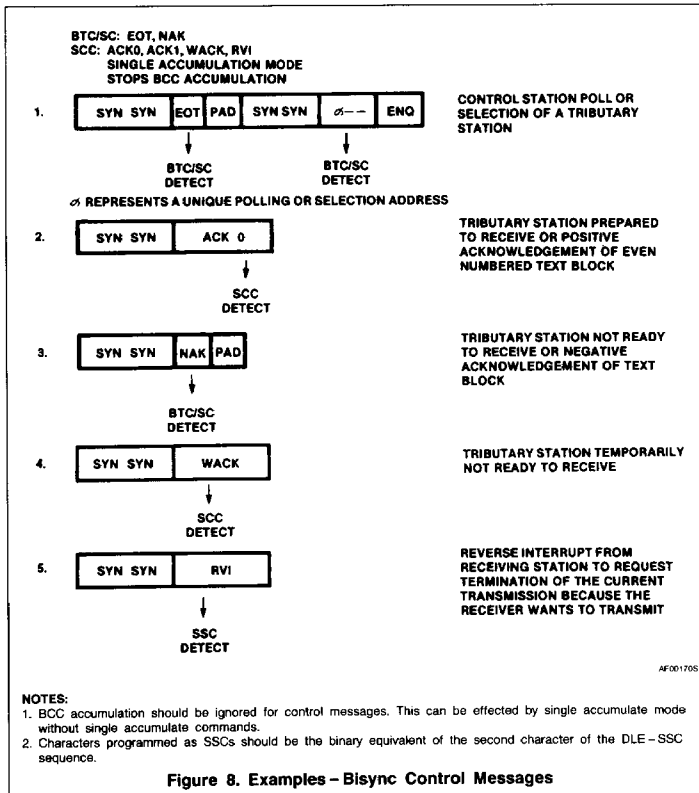 BTC/SC: EOT, NAK
SCC: ACK0, ACK1, WACK, RVI
SINGLE ACCUMULATION MODE
STOPS BCC ACCUMULATION
1.
SYN SYN EOT PAD SYN SYN ∅-- ENQ
CONTROL STATION POLL OR
SELECTION OF A TRIBUTARY
STATION
BTC/SC
DETECT
BTC/SC
DETECT
∅ REPRESENTS A UNIQUE POLLING OR SELECTION ADDRESS
2.
SYN SYN ACK 0
TRIBUTARY STATION PREPARED
TO RECEIVE OR POSITIVE
ACKNOWLEDGEMENT OF EVEN
NUMBERED TEXT BLOCK
SCC
DETECT
3.
SYN SYN NAK PAD
TRIBUTARY STATION NOT READY
TO RECEIVE OR NEGATIVE
ACKNOWLEDGEMENT OF TEXT
BLOCK
BTC/SC
DETECT
4.
SYN SYN WACK
TRIBUTARY STATION TEMPORARILY
NOT READY TO RECEIVE
SCC
DETECT
5.
SYN SYN RVI
REVERSE INTERRUPT FROM
RECEIVING STATION TO REQUEST
TERMINATION OF THE CURRENT
TRANSMISSION BECAUSE THE
RECEIVER WANTS TO TRANSMIT
SSC
DETECT
AF00170S
NOTES:
1. BCC accumulation should be ignored for control messages. This can be effected by single accumulate mode
without single accumulate commands.
2. Characters programmed as SSCs should be the binary equivalent of the second character of the DLE–SSC
sequence.
Figure 8. Examples – Bisync Control Messages